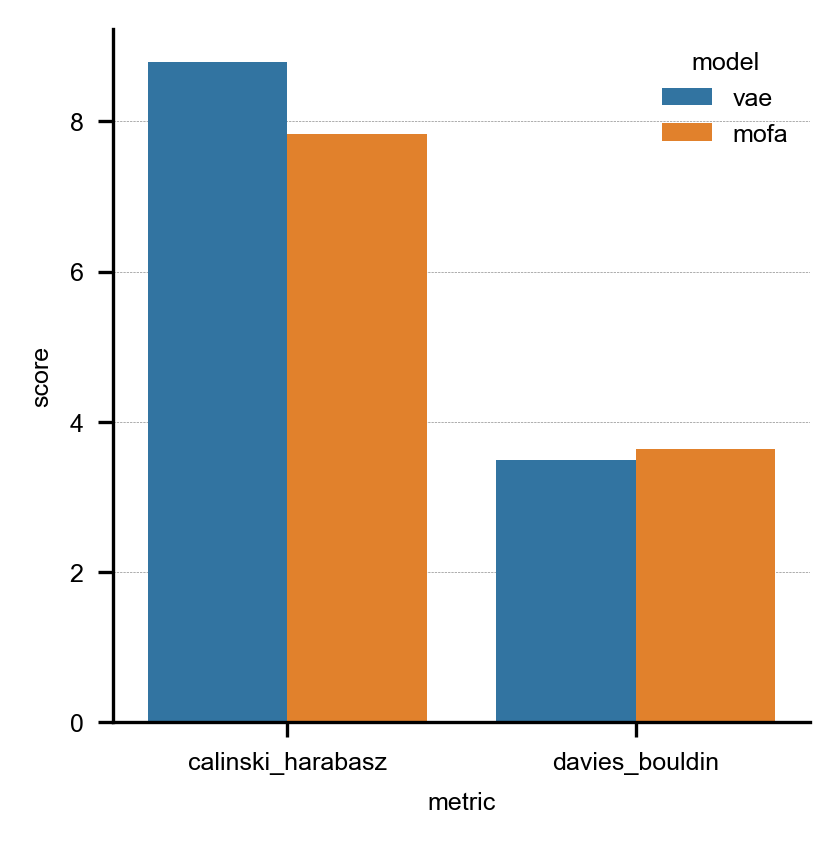 model
vae
mofa
8
6
4
2
0
score
calinski_harabasz
davies_bouldin
metric